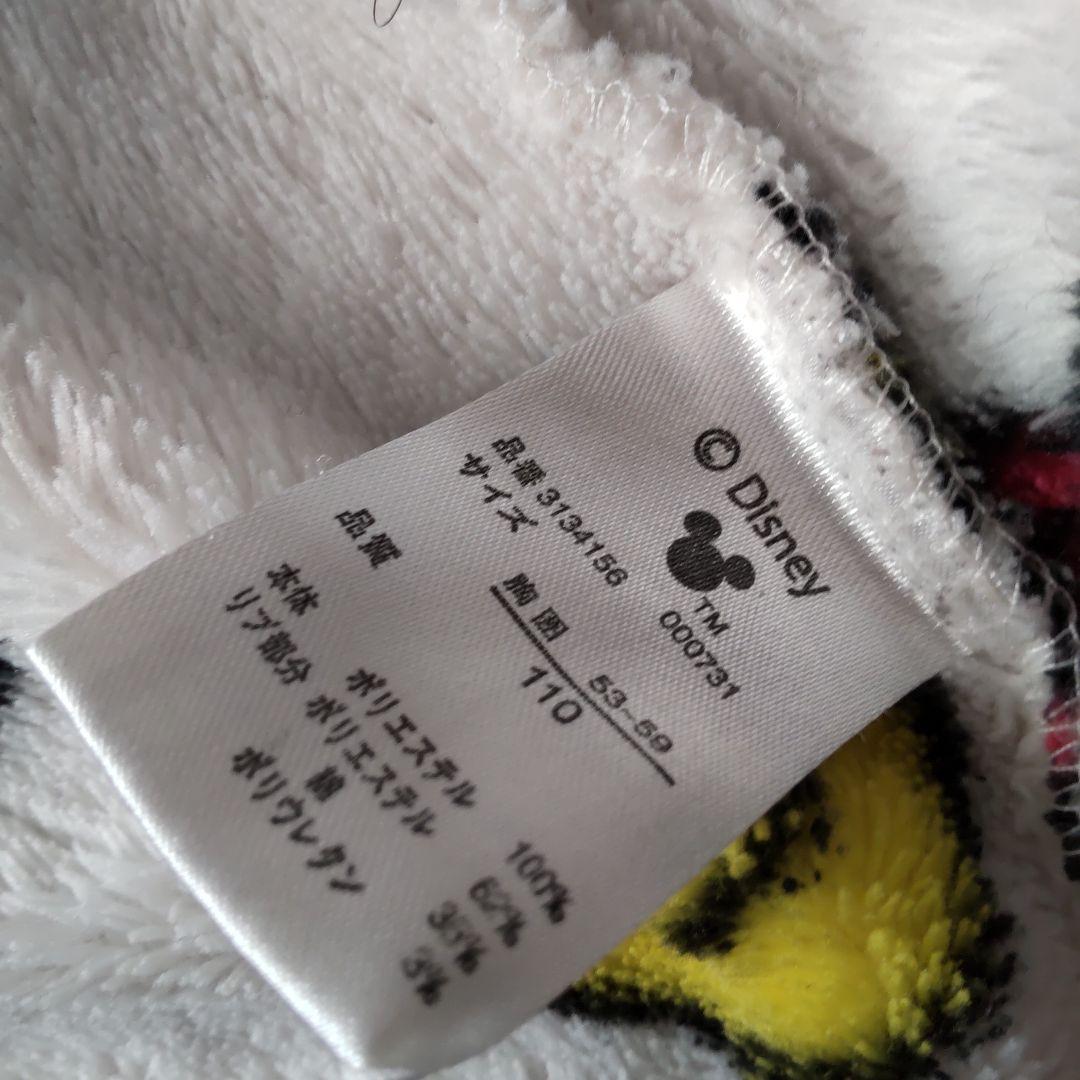 © Disney
TM
000731
品番 3134156
サイズ
胸囲 53-59
110
品質
本体 ポリエステル 100%
リブ部分 ポリエステル 62%
綿 35%
ポリウレタン 3%